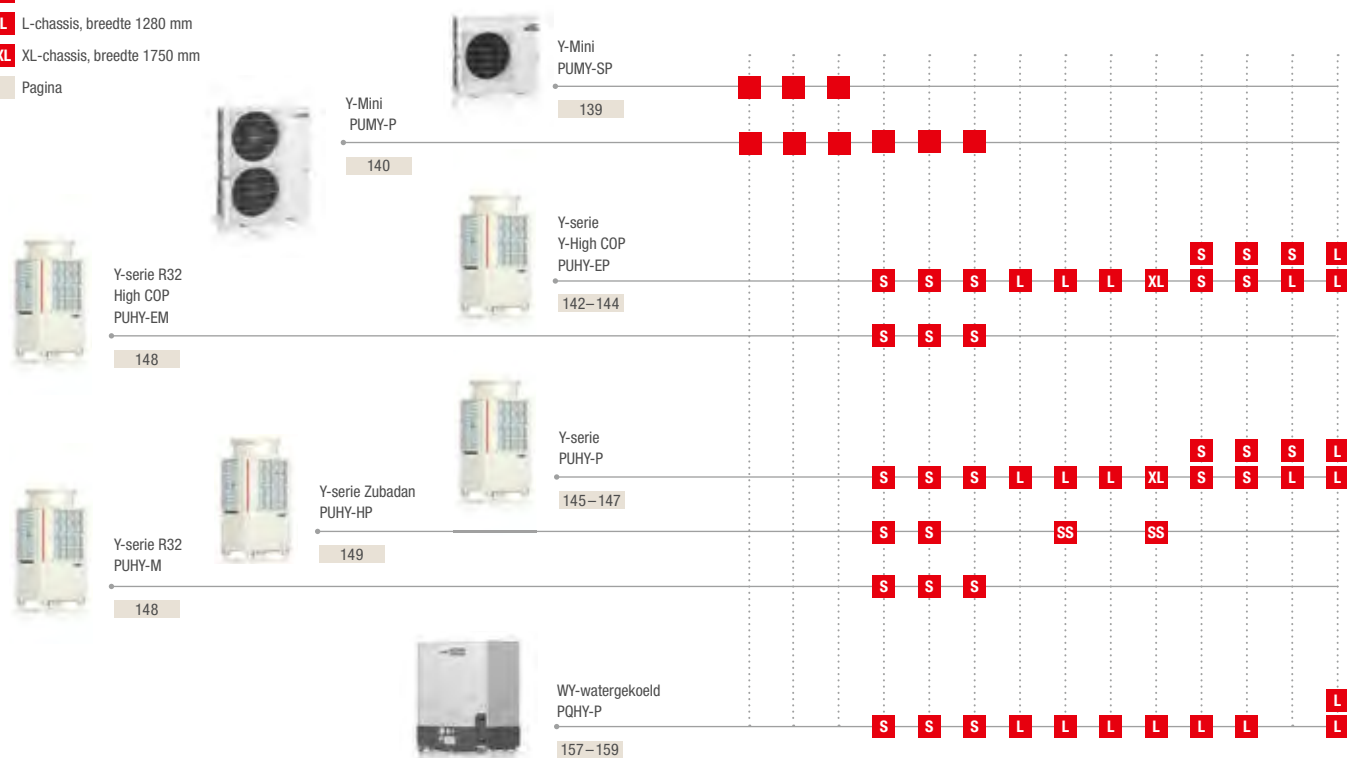 L L-chassis, breedte 1280 mm
XL XL-chassis, breedte 1750 mm
Pagina
Y-Mini
PUMY-SP
139
Y-Mini
PUMY-P
140
Y-serie
Y-High COP
PUHY-EP
142–144
S S S L
S S S L L L XL S S L L
Y-serie R32
High COP
PUHY-EM
148
S S S
Y-serie
PUHY-P
145–147
S S S L
S S S L L L XL S S L L
Y-serie Zubadan
PUHY-HP
149
S S SS SS
Y-serie R32
PUHY-M
148
S S S
WY-watergekoeld
PQHY-P
157–159
L
S S S L L L L L L L